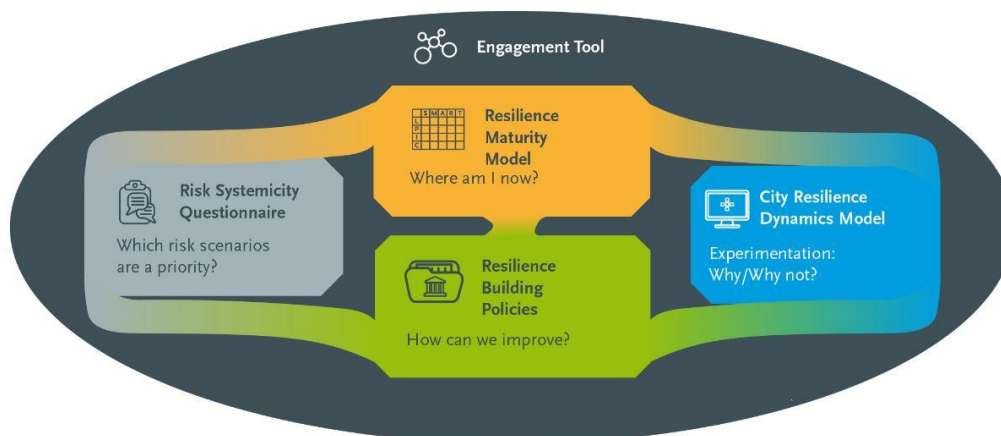 Engagement Tool
S M A R T
L
P
I
C
Resilience
Maturity
Model
Where am I now?
Risk Systemicity
Questionnaire
Which risk scenarios
are a priority?
City Resilience
Dynamics Model
Experimentation:
Why/Why not?
Resilience
Building
Policies
How can we improve?